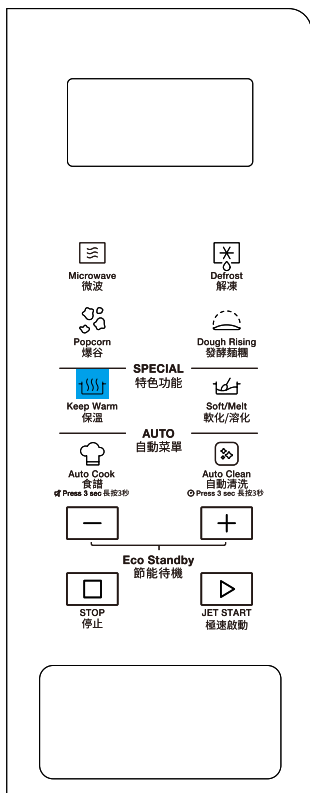 Microwave
微波
Defrost
解凍
Popcorn
爆谷
Dough Rising
發酵麵糰
SPECIAL
特色功能
Keep Warm
保溫
Soft/Melt
軟化/溶化
AUTO
自動菜單
Auto Cook
食譜
Press 3 sec 長按3秒
Auto Clean
自動清洗
Press 3 sec 長按3秒
Eco Standby
節能待機
STOP
停止
JET START
極速啟動